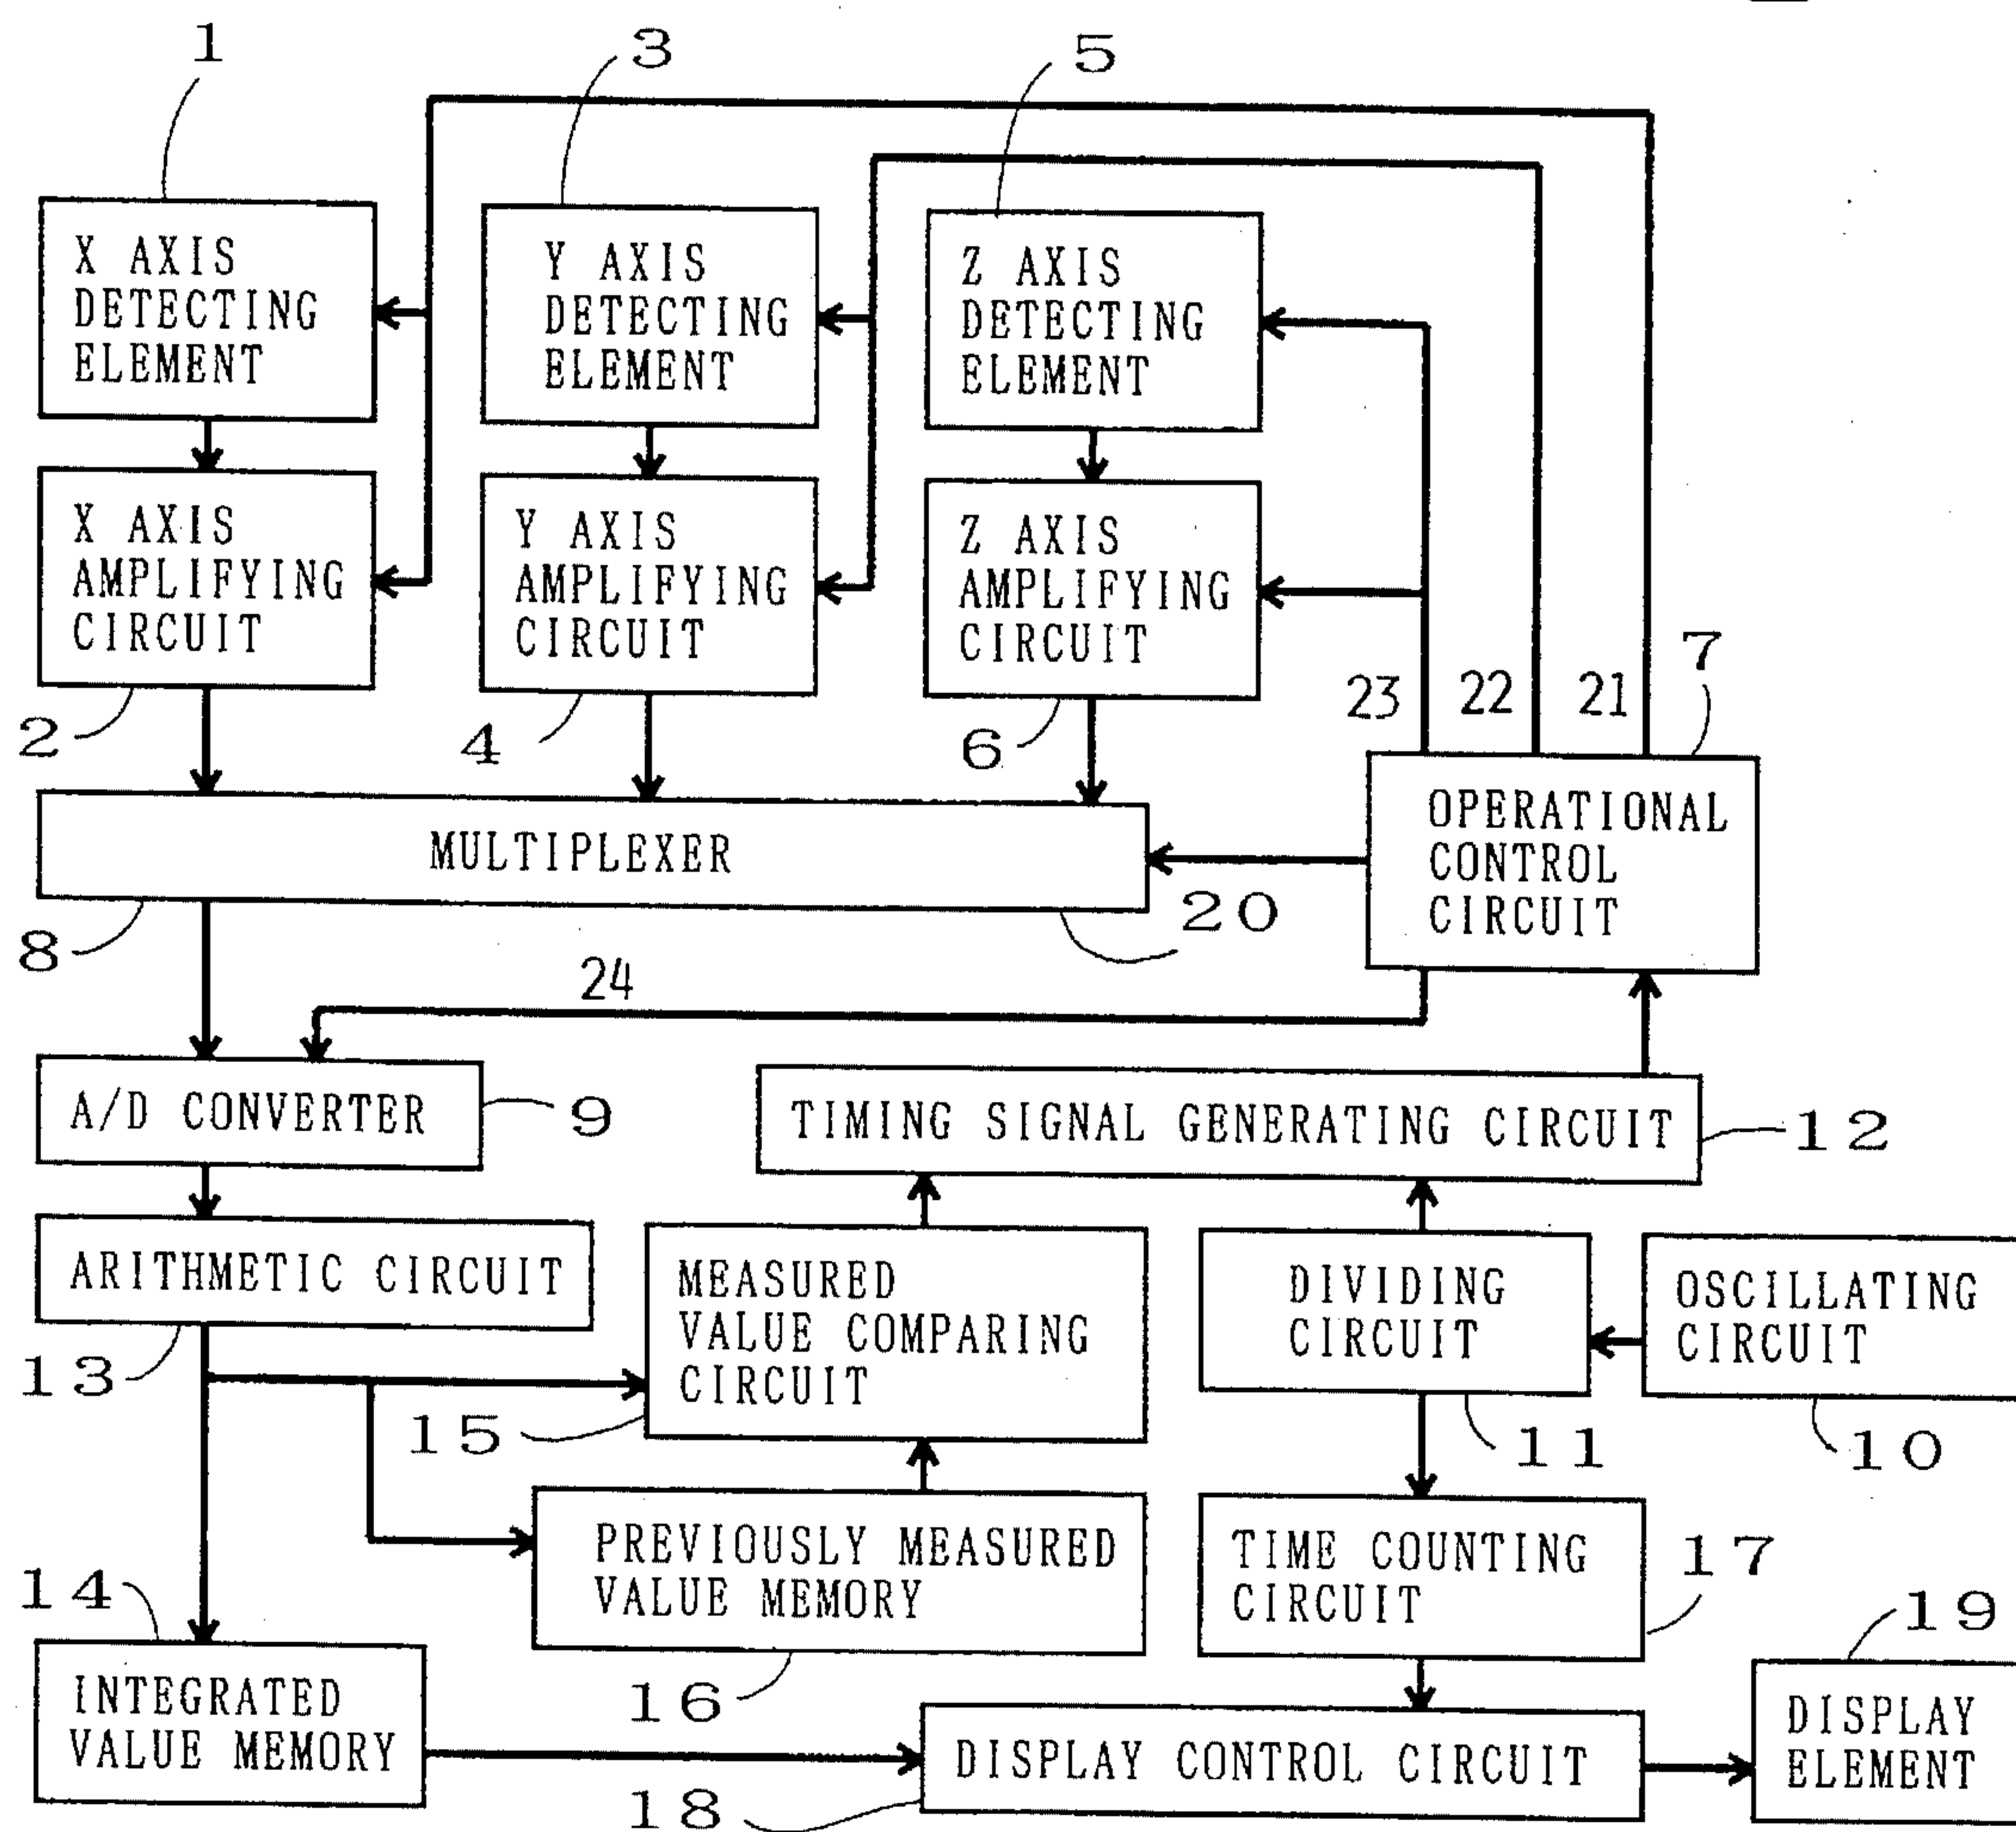 1
3
5
X AXIS
DETECTING
ELEMENT
Y AXIS
DETECTING
ELEMENT
Z AXIS
DETECTING
ELEMENT
X AXIS
AMPLIFYING
CIRCUIT
Y AXIS
AMPLIFYING
CIRCUIT
Z AXIS
AMPLIFYING
CIRCUIT
2
4
6
23
22
21
7
MULTIPLEXER
OPERATIONAL
CONTROL
CIRCUIT
8
20
24
A/D CONVERTER
9
TIMING SIGNAL GENERATING CIRCUIT
12
ARITHMETIC CIRCUIT
13
MEASURED
VALUE COMPARING
CIRCUIT
15
DIVIDING
CIRCUIT
11
OSCILLATING
CIRCUIT
10
PREVIOUSLY MEASURED
VALUE MEMORY
16
TIME COUNTING
CIRCUIT
17
14
INTEGRATED
VALUE MEMORY
DISPLAY CONTROL CIRCUIT
18
19
DISPLAY
ELEMENT